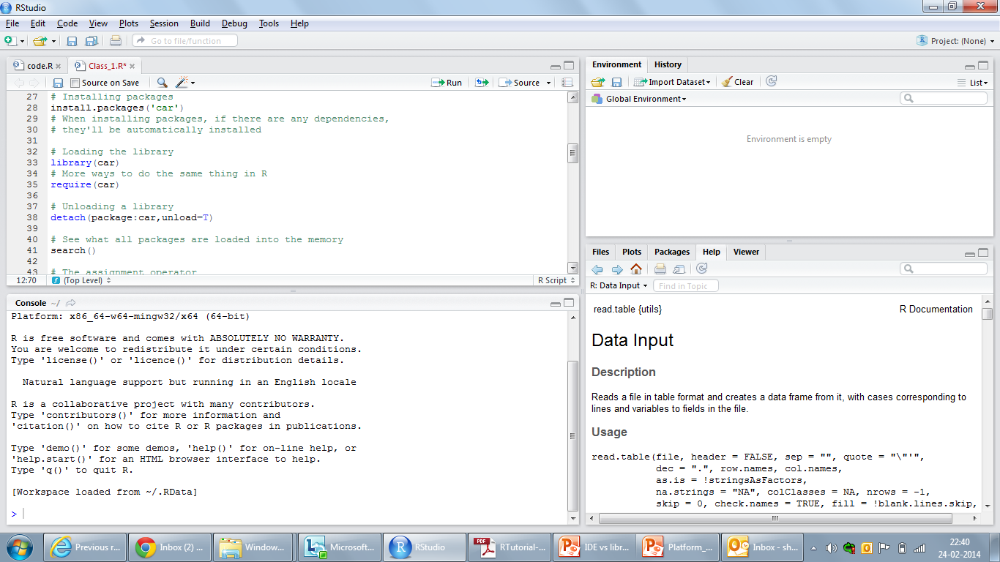 RStudio
File Edit Code View Plots Session Build Debug Tools Help
Go to file/function
Project: (None)
code.R
Class_1.R*
Source on Save
Run
Source
27 # Installing packages
28 install.packages('car')
29 # When installing packages, if there are any dependencies,
30 # they'll be automatically installed
31
32 # Loading the library
33 library(car)
34 # More ways to do the same thing in R
35 require(car)
36
37 # Unloading a library
38 detach(package:car,unload=T)
39
40 # See what all packages are loaded into the memory
41 search()
42
43 # The assignment operator
12:70 (Top Level) R Script
Console ~/
Platform: x86_64-w64-mingw32/x64 (64-bit)
R is free software and comes with ABSOLUTELY NO WARRANTY.
You are welcome to redistribute it under certain conditions.
Type 'license()' or 'licence()' for distribution details.
Natural language support but running in an English locale
R is a collaborative project with many contributors.
Type 'contributors()' for more information and
'citation()' on how to cite R or R packages in publications.
Type 'demo()' for some demos, 'help()' for on-line help, or
'help.start()' for an HTML browser interface to help.
Type 'q()' to quit R.
[Workspace loaded from ~/.RData]
>
Environment History
Import Dataset Clear List
Global Environment
Environment is empty
Files Plots Packages Help Viewer
R: Data Input Find in Topic
read.table {utils} R Documentation
Data Input
Description
Reads a file in table format and creates a data frame from it, with cases corresponding to
lines and variables to fields in the file.
Usage
read.table(file, header = FALSE, sep = "", quote = "\"'",
dec = ".", row.names, col.names,
as.is = !stringsAsFactors,
na.strings = "NA", colClasses = NA, nrows = -1,
skip = 0, check.names = TRUE, fill = !blank.lines.skip,
Previous r...
Inbox (2) ...
Window...
Microsoft...
RStudio
RTutorial-...
IDE vs libr...
Platform_...
Inbox - sh...
22:40
24-02-2014